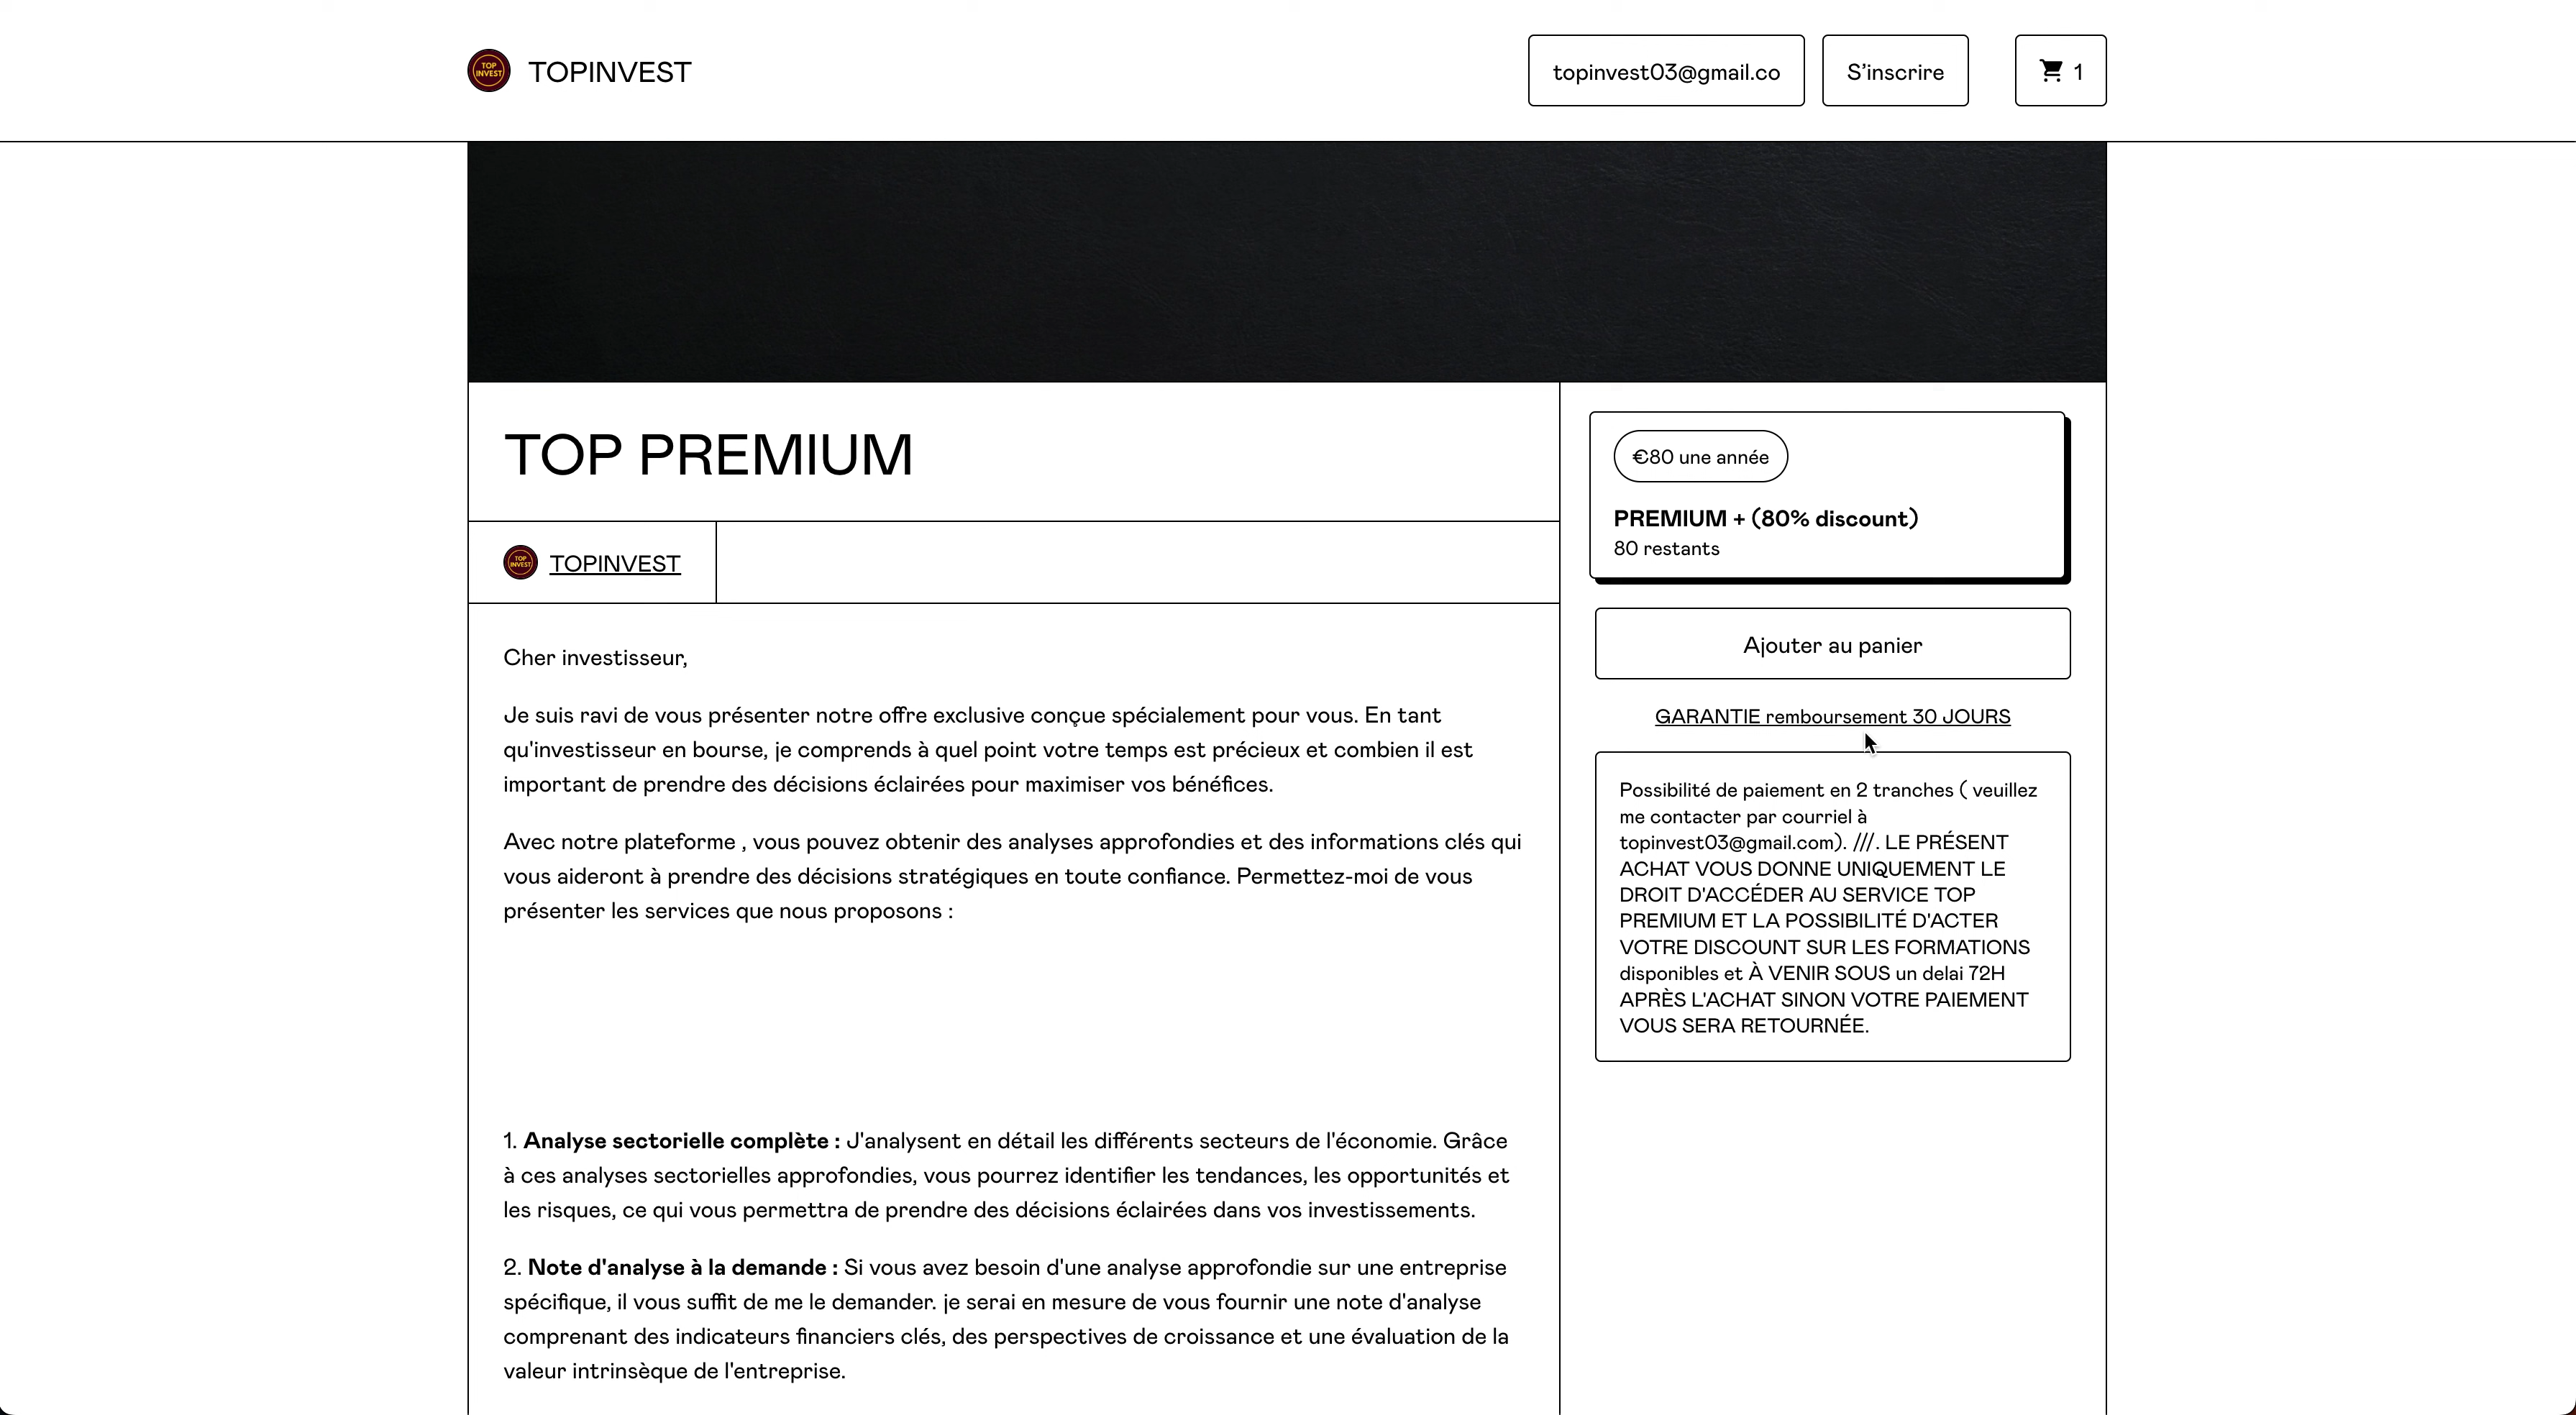 TOP INVEST
TOPINVEST
topinvest03@gmail.co
S'inscrire
1
TOP PREMIUM
TOP INVEST
TOPINVEST
Cher investisseur,
Je suis ravi de vous présenter notre offre exclusive conçue spécialement pour vous. En tant
qu'investisseur en bourse, je comprends à quel point votre temps est précieux et combien il est
important de prendre des décisions éclairées pour maximiser vos bénéfices.
Avec notre plateforme , vous pouvez obtenir des analyses approfondies et des informations clés qui
vous aideront à prendre des décisions stratégiques en toute confiance. Permettez-moi de vous
présenter les services que nous proposons :
1. Analyse sectorielle complète : J'analysent en détail les différents secteurs de l'économie. Grâce
à ces analyses sectorielles approfondies, vous pourrez identifier les tendances, les opportunités et
les risques, ce qui vous permettra de prendre des décisions éclairées dans vos investissements.
2. Note d'analyse à la demande : Si vous avez besoin d'une analyse approfondie sur une entreprise
spécifique, il vous suffit de me le demander. je serai en mesure de vous fournir une note d'analyse
comprenant des indicateurs financiers clés, des perspectives de croissance et une évaluation de la
valeur intrinsèque de l'entreprise.
€80 une année
PREMIUM + (80% discount)
80 restants
Ajouter au panier
GARANTIE remboursement 30 JOURS
Possibilité de paiement en 2 tranches ( veuillez
me contacter par courriel à
topinvest03@gmail.com). ///. LE PRÉSENT
ACHAT VOUS DONNE UNIQUEMENT LE
DROIT D'ACCÉDER AU SERVICE TOP
PREMIUM ET LA POSSIBILITÉ D'ACTER
VOTRE DISCOUNT SUR LES FORMATIONS
disponibles et À VENIR SOUS un delai 72H
APRÈS L'ACHAT SINON VOTRE PAIEMENT
VOUS SERA RETOURNÉE.